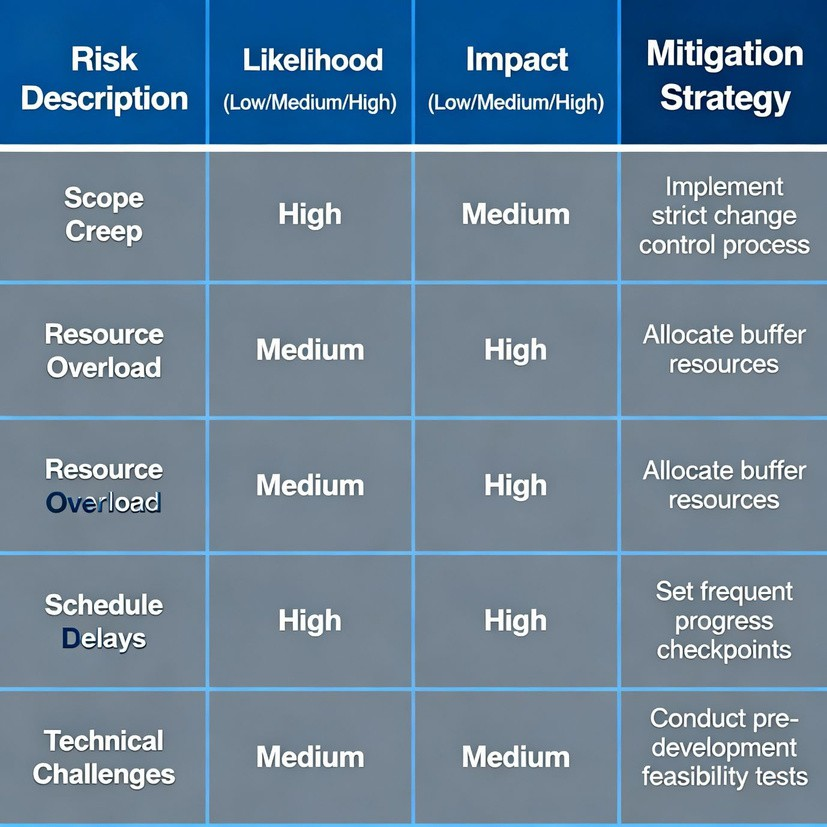 Risk
Description
Likelihood
(Low/Medium/High)
Impact
(Low/Medium/High)
Mitigation
Strategy
Scope
Creep
High
Medium
Implement
strict change
control process
Resource
Overload
Medium
High
Allocate buffer
resources
Resource
Overload
Medium
High
Allocate buffer
resources
Schedule
Delays
High
High
Set frequent
progress
checkpoints
Technical
Challenges
Medium
Medium
Conduct pre-
development
feasibility tests